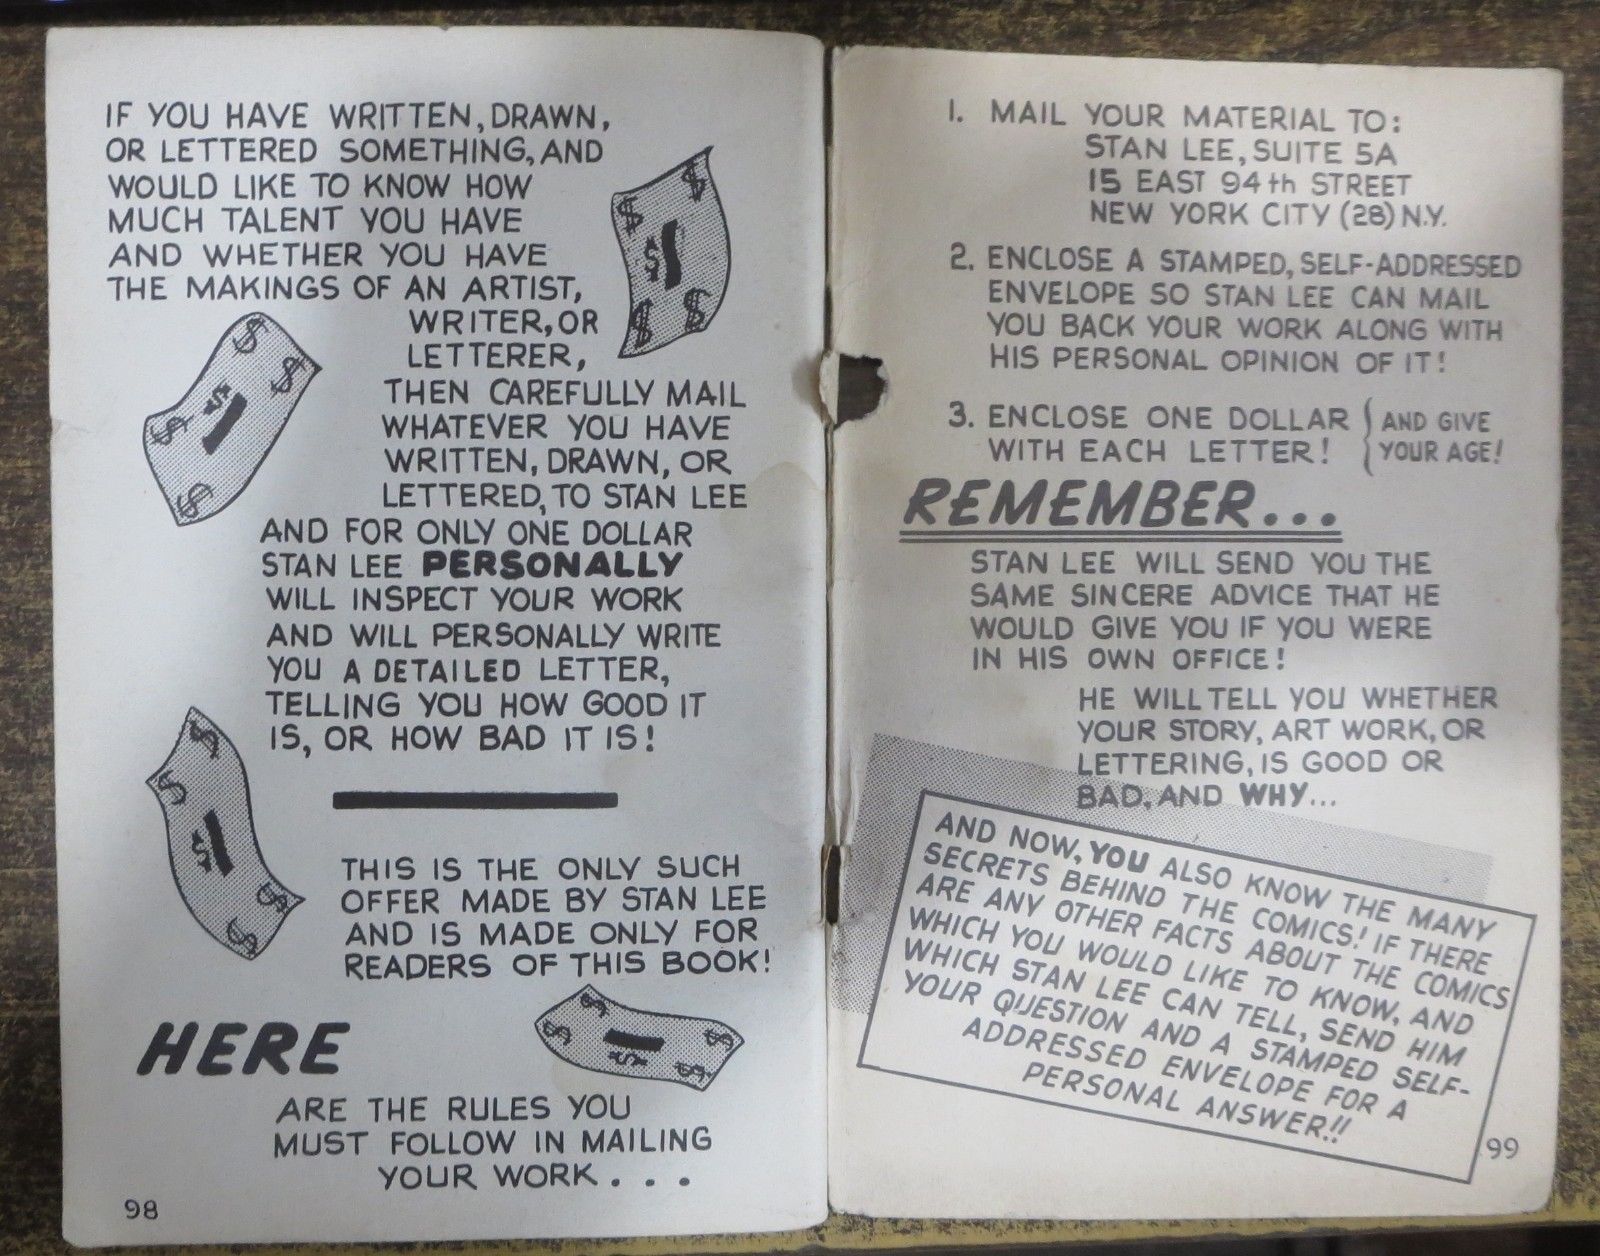 IF YOU HAVE WRITTEN, DRAWN,
OR LETTERED SOMETHING, AND
WOULD LIKE TO KNOW HOW
MUCH TALENT YOU HAVE
AND WHETHER YOU HAVE
THE MAKINGS OF AN ARTIST,
WRITER, OR
LETTERER,
THEN CAREFULLY MAIL
WHATEVER YOU HAVE
WRITTEN, DRAWN, OR
LETTERED, TO STAN LEE
AND FOR ONLY ONE DOLLAR
STAN LEE PERSONALLY
WILL INSPECT YOUR WORK
AND WILL PERSONALLY WRITE
YOU A DETAILED LETTER,
TELLING YOU HOW GOOD IT
IS, OR HOW BAD IT IS!
THIS IS THE ONLY SUCH
OFFER MADE BY STAN LEE
AND IS MADE ONLY FOR
READERS OF THIS BOOK!
HERE
ARE THE RULES YOU
MUST FOLLOW IN MAILING
YOUR WORK...
98
1. MAIL YOUR MATERIAL TO:
STAN LEE, SUITE 5A
15 EAST 94th STREET
NEW YORK CITY (28) N.Y.
2. ENCLOSE A STAMPED, SELF-ADDRESSED
ENVELOPE SO STAN LEE CAN MAIL
YOU BACK YOUR WORK ALONG WITH
HIS PERSONAL OPINION OF IT!
3. ENCLOSE ONE DOLLAR
WITH EACH LETTER!
AND GIVE
YOUR AGE!
REMEMBER...
STAN LEE WILL SEND YOU THE
SAME SINCERE ADVICE THAT HE
WOULD GIVE YOU IF YOU WERE
IN HIS OWN OFFICE!
HE WILL TELL YOU WHETHER
YOUR STORY, ART WORK, OR
LETTERING, IS GOOD OR
BAD, AND WHY...
AND NOW, YOU ALSO KNOW THE MANY
SECRETS BEHIND THE COMICS! IF THERE
ARE ANY OTHER FACTS ABOUT THE COMICS
WHICH YOU WOULD LIKE TO KNOW, AND
WHICH STAN LEE CAN TELL, SEND HIM
YOUR QUESTION AND A STAMPED SELF-
ADDRESSED ENVELOPE FOR A
PERSONAL ANSWER!!
99
$ $ $ $ $1
$ $ $ $ $1
$ $ $ $ $1
$ $ $ $ $1